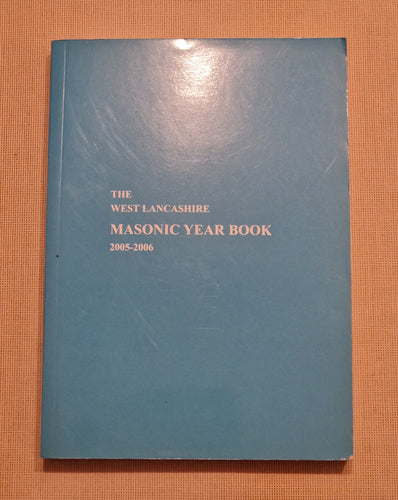 THE
WEST LANCASHIRE
MASONIC YEAR BOOK
2005-2006